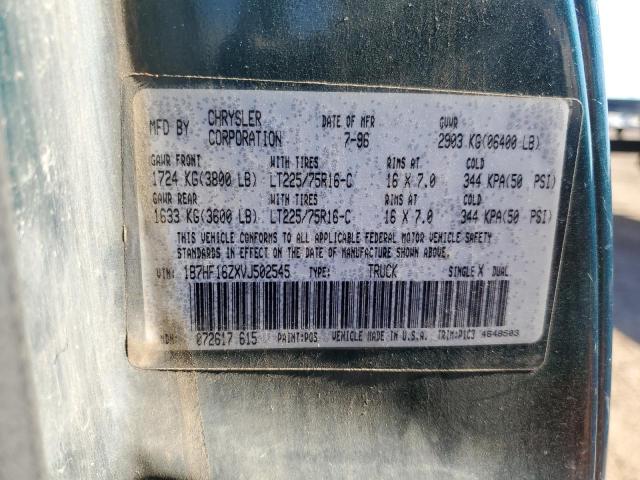 MFD BY CHRYSLER CORPORATION DATE OF MFR 7-96 GVWR 2903 KG(06400 LB)
GAWR FRONT WITH TIRES RIMS AT COLD
1724 KG(3800 LB) LT225/75R16-C 16 X 7.0 344 KPA(50 PSI)
GAWR REAR WITH TIRES RIMS AT COLD
1633 KG(3600 LB) LT225/75R16-C 16 X 7.0 344 KPA(50 PSI)
THIS VEHICLE CONFORMS TO ALL APPLICABLE FEDERAL MOTOR VEHICLE SAFETY
STANDARDS IN EFFECT ON THE DATE OF MANUFACTURE SHOWN ABOVE.
VIN: 1B7HF16ZXVJ502545 TYPE: TRUCK SINGLE X DUAL
MDH: 072617 615 PAINT:PQS VEHICLE MADE IN U.S.A. TRIM:P1C3 4648503